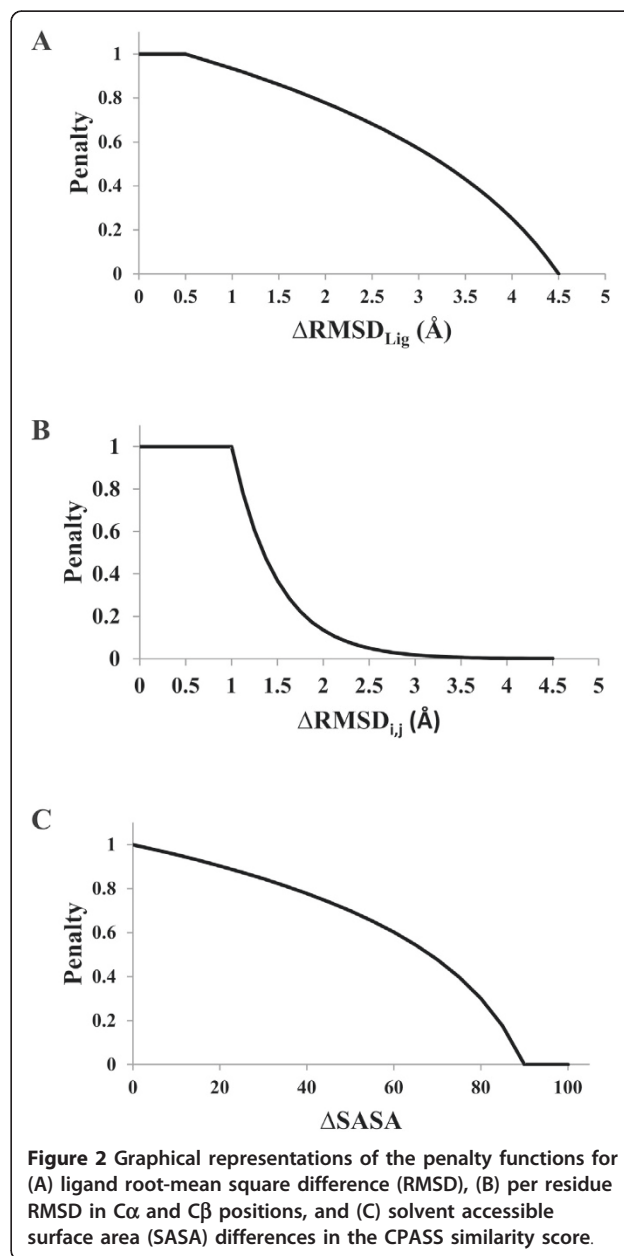 A
1
0.8
0.6
0.4
0.2
0
Penalty
0 0.5 1 1.5 2 2.5 3 3.5 4 4.5 5
ΔRMSD_Lig (Å)
B
1
0.8
0.6
0.4
0.2
0
Penalty
0 0.5 1 1.5 2 2.5 3 3.5 4 4.5 5
ΔRMSD_i,j (Å)
C
1
0.8
0.6
0.4
0.2
0
Penalty
0 20 40 60 80 100
ΔSASA
Figure 2 Graphical representations of the penalty functions for
(A) ligand root-mean square difference (RMSD), (B) per residue
RMSD in Cα and Cβ positions, and (C) solvent accessible
surface area (SASA) differences in the CPASS similarity score.